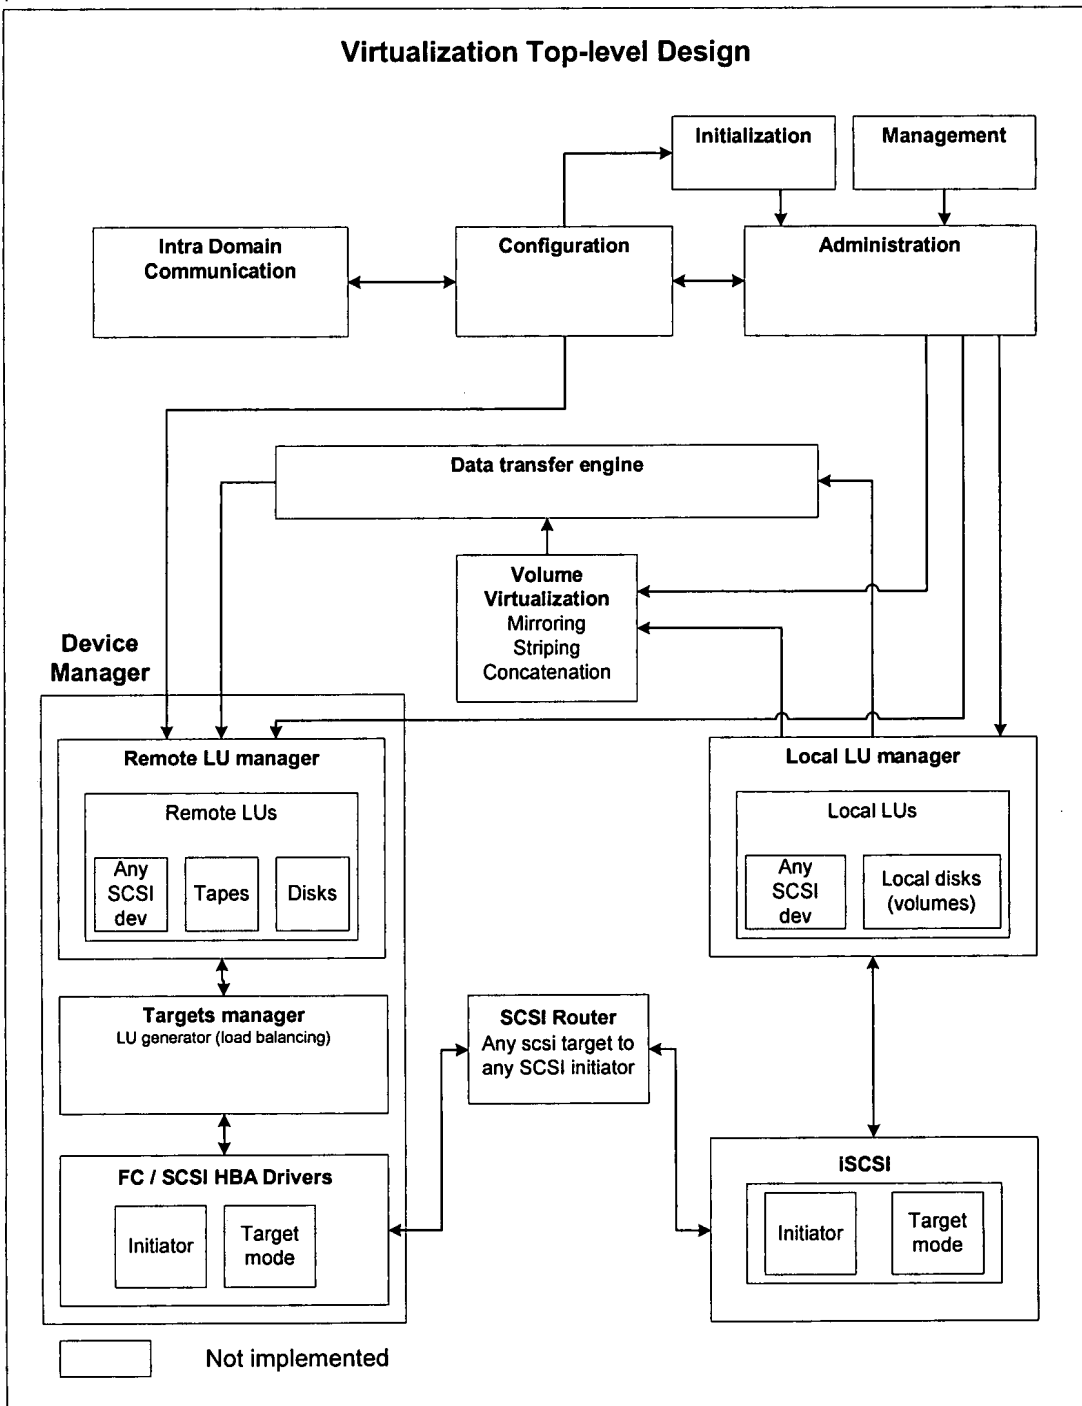 Virtualization Top-level Design
Initialization
Management
Intra Domain
Communication
Configuration
Administration
Data transfer engine
Volume
Virtualization
Mirroring
Striping
Concatenation
Device
Manager
Remote LU manager
Remote LUs
Any
SCSI
dev
Tapes
Disks
Local LU manager
Local LUs
Any
SCSI
dev
Local disks
(volumes)
Targets manager
LU generator (load balancing)
SCSI Router
Any scsi target to
any SCSI initiator
FC / SCSI HBA Drivers
Initiator
Target
mode
iSCSI
Initiator
Target
mode
Not implemented